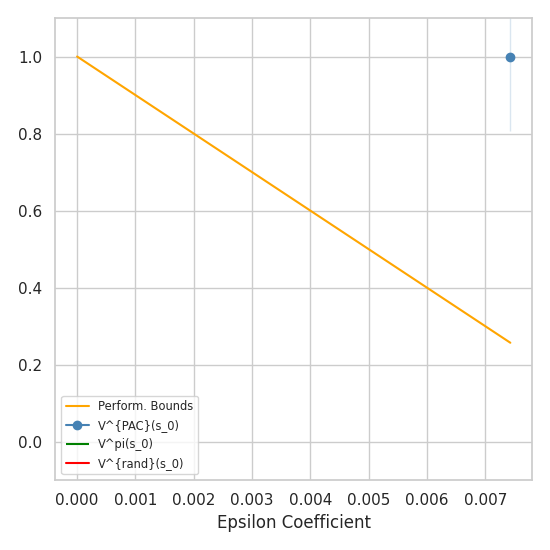 1.0
0.8
0.6
0.4
0.2
0.0
Perform. Bounds
V^{PAC}(s_0)
V^pi(s_0)
V^{rand}(s_0)
0.000 0.001 0.002 0.003 0.004 0.005 0.006 0.007
Epsilon Coefficient